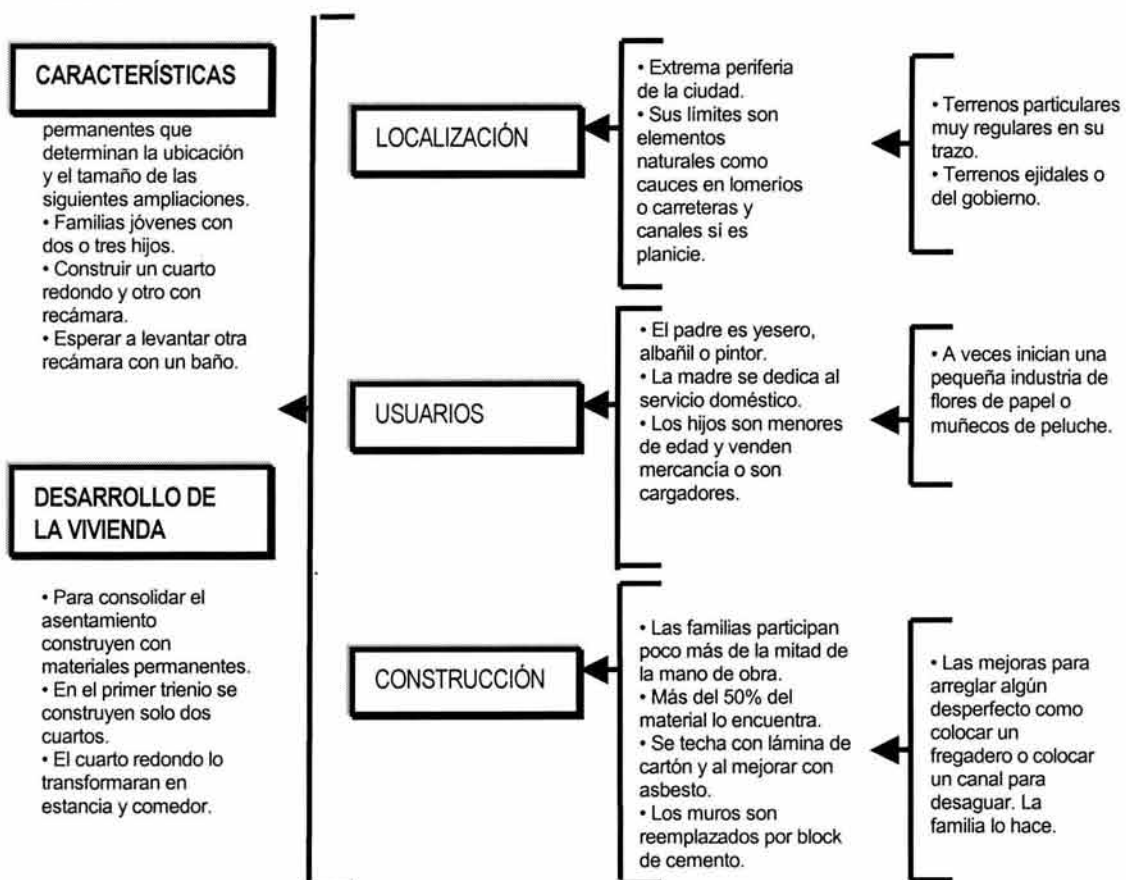 CARACTERÍSTICAS
permanentes que
determinan la ubicación
y el tamaño de las
siguientes ampliaciones.
• Familias jóvenes con
dos o tres hijos.
• Construir un cuarto
redondo y otro con
recámara.
• Esperar a levantar otra
recámara con un baño.
DESARROLLO DE
LA VIVIENDA
• Para consolidar el
asentamiento
construyen con
materiales permanentes.
• En el primer trienio se
construyen solo dos
cuartos.
• El cuarto redondo lo
transformaran en
estancia y comedor.
LOCALIZACIÓN
• Extrema periferia
de la ciudad.
• Sus límites son
elementos
naturales como
cauces en lomeríos
o carreteras y
canales sí es
planicie.
• Terrenos particulares
muy regulares en su
trazo.
• Terrenos ejidales o
del gobierno.
USUARIOS
• El padre es yesero,
albañil o pintor.
• La madre se dedica al
servicio doméstico.
• Los hijos son menores
de edad y venden
mercancía o son
cargadores.
• A veces inician una
pequeña industria de
flores de papel o
muñecos de peluche.
CONSTRUCCIÓN
• Las familias participan
poco más de la mitad de
la mano de obra.
• Más del 50% del
material lo encuentra.
• Se techa con lámina de
cartón y al mejorar con
asbesto.
• Los muros son
reemplazados por block
de cemento.
• Las mejoras para
arreglar algún
desperfecto como
colocar un
fregadero o colocar
un canal para
desaguar. La
familia lo hace.